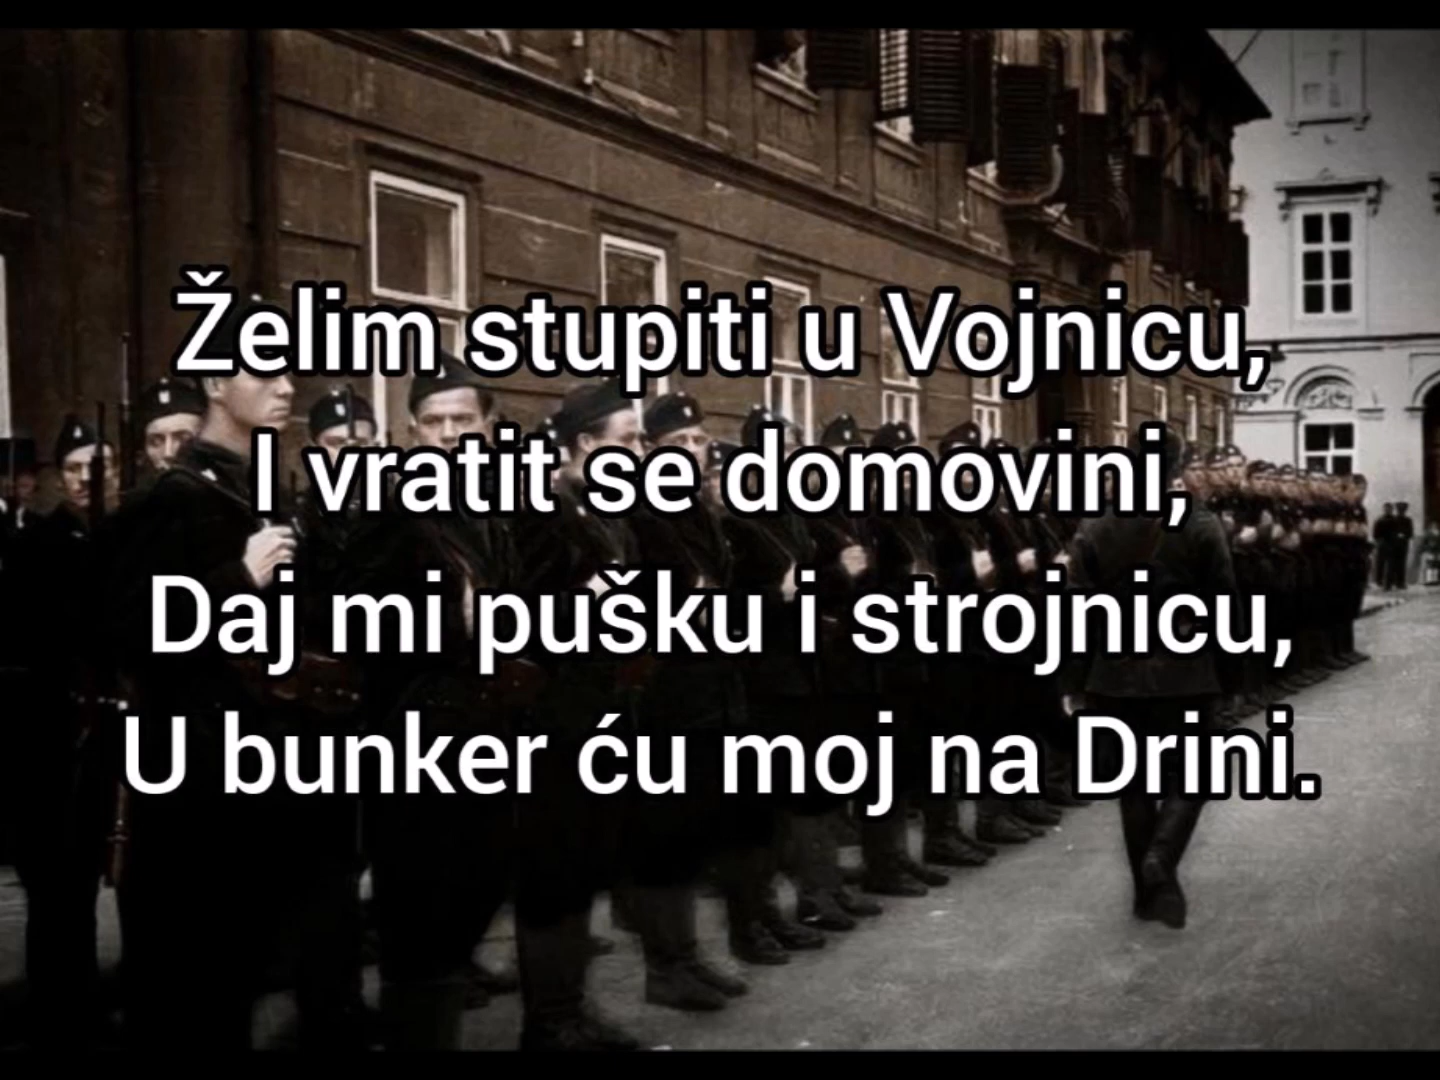 Želim stupiti u Vojnicu,
I vratit se domovini,
Daj mi pušku i strojnicu,
U bunker ću moj na Drini.